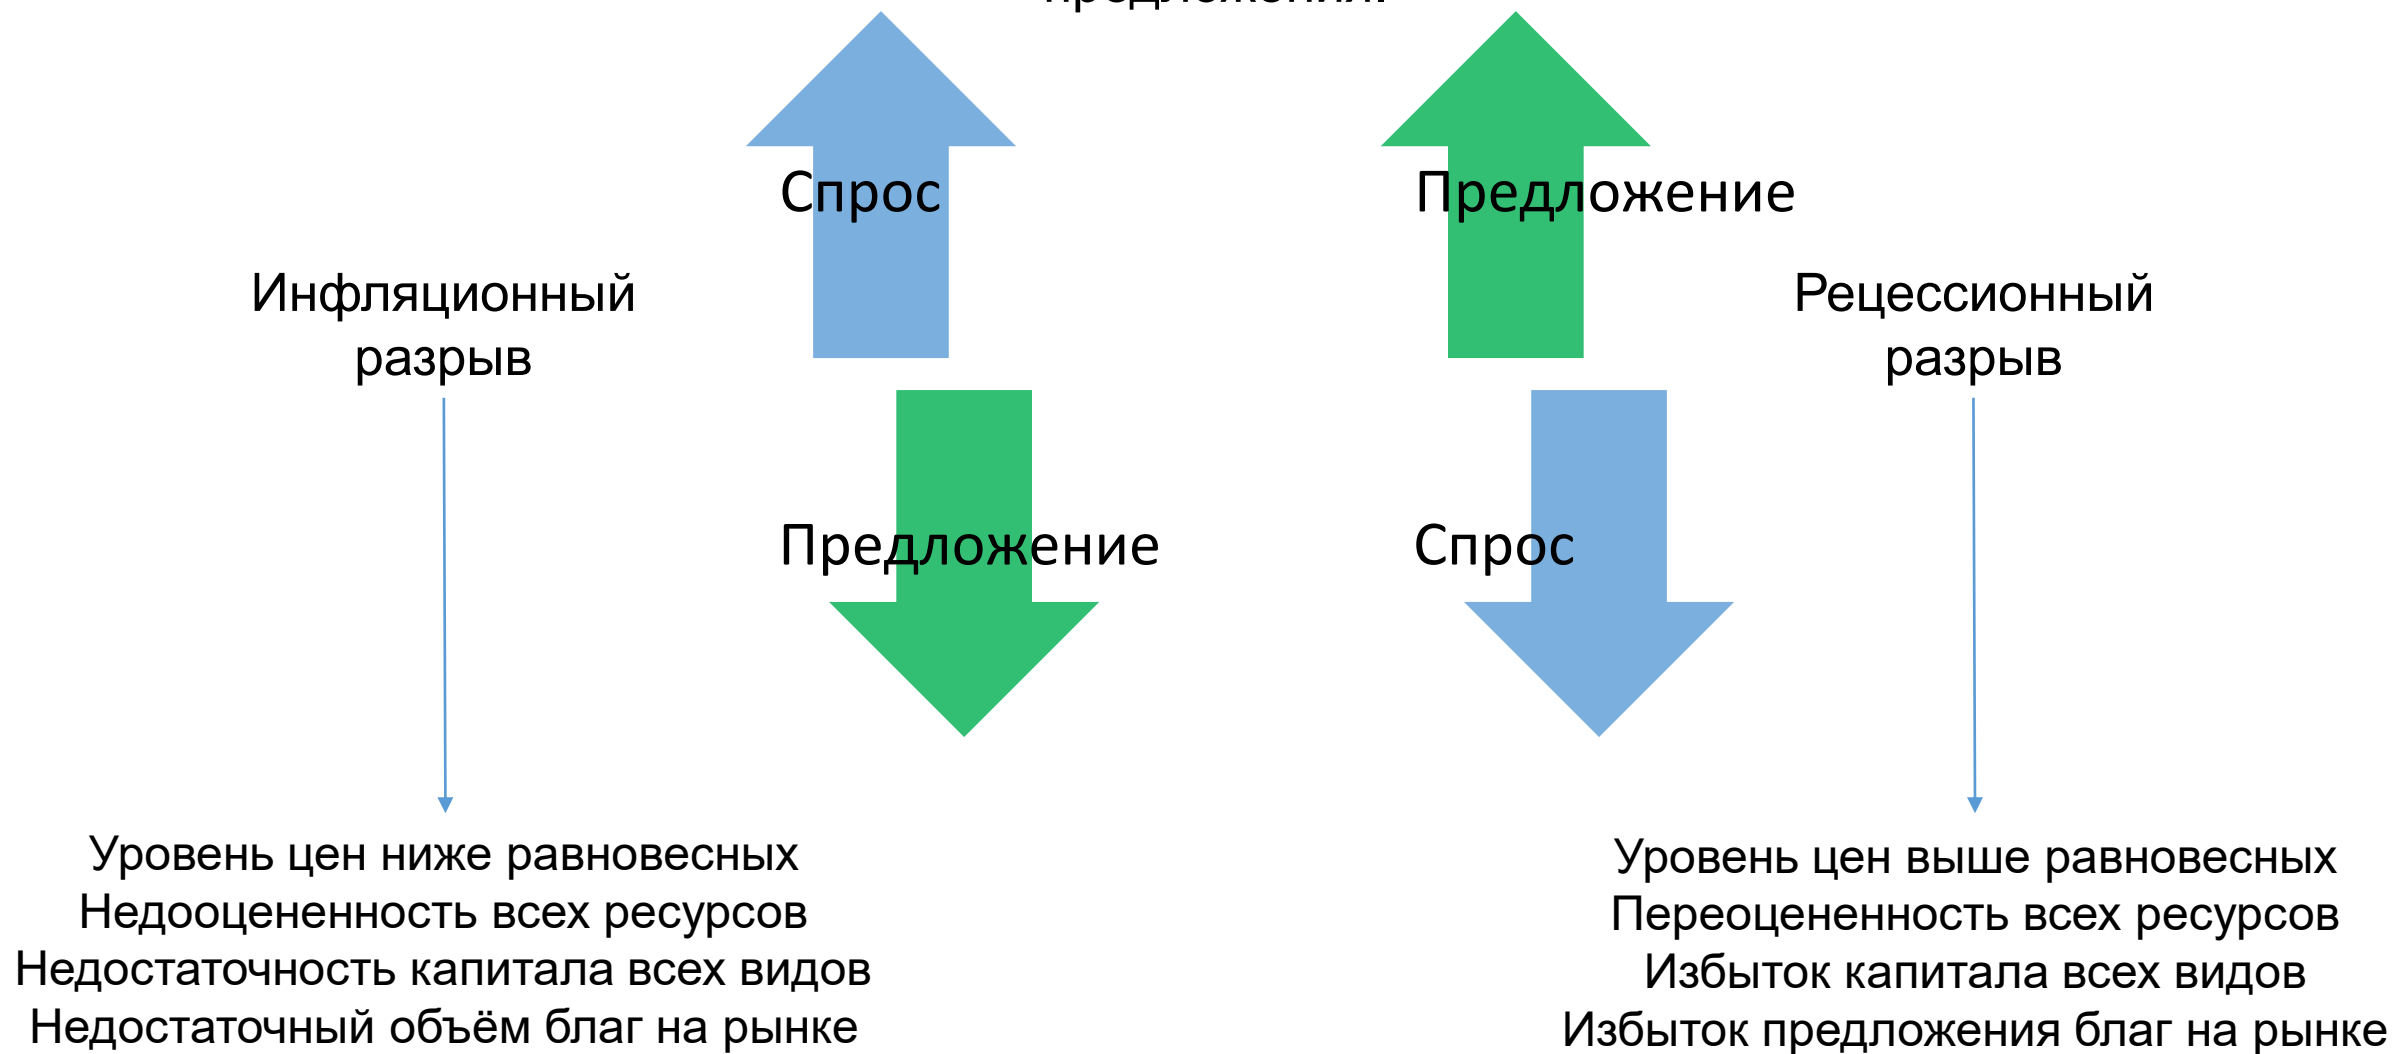 предложения.
Спрос
Предложение
Инфляционный
разрыв
Рецессионный
разрыв
Предложение
Спрос
Уровень цен ниже равновесных
Недооцененность всех ресурсов
Недостаточность капитала всех видов
Недостаточный объём благ на рынке
Уровень цен выше равновесных
Переоцененность всех ресурсов
Избыток капитала всех видов
Избыток предложения благ на рынке